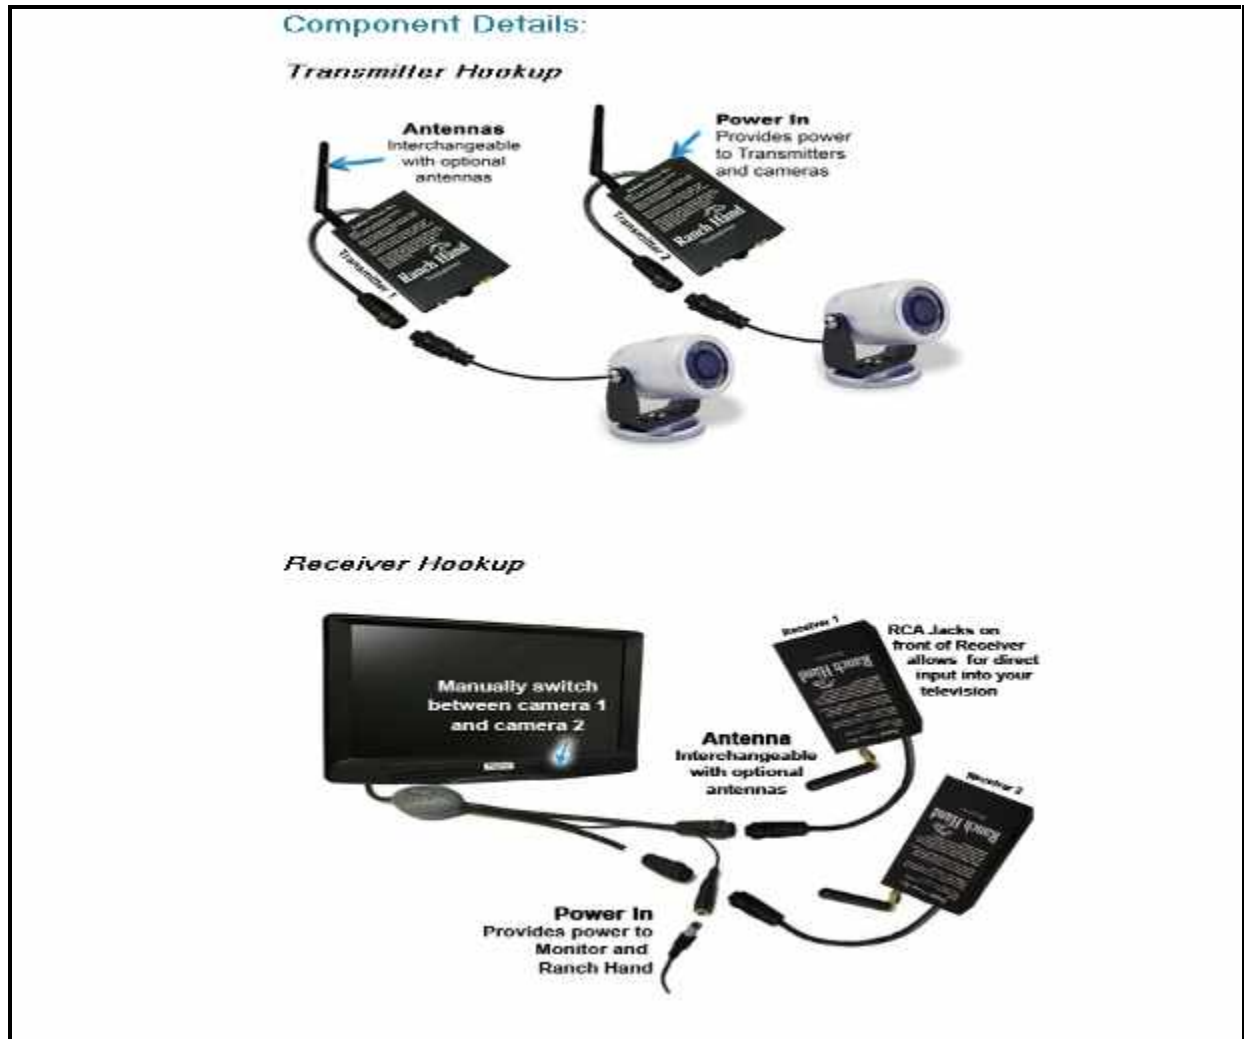 Component Details:
Transmitter Hookup
Antennas
Interchangeable
with optional
antennas
Power In
Provides power
to Transmitters
and cameras
Transmitter 1
Ranch Hand
Transmitter 2
Ranch Hand
Receiver Hookup
Manually switch
between camera 1
and camera 2
Receiver 1
Ranch Hand
RCA Jacks on
front of Receiver
allows for direct
input into your
television
Antenna
Interchangeable
with optional
antennas
Receiver 2
Ranch Hand
Power In
Provides power to
Monitor and
Ranch Hand